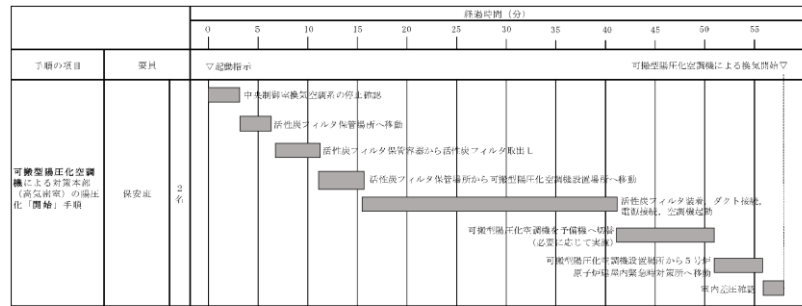 経過時間（分）
0 5 10 15 20 25 30 35 40 45 50 55
手順の項目 要員 ▽起動指示 可搬型陽圧化空調機による換気開始▽
中央制御室換気空調系の停止確認
活性炭フィルタ保管場所へ移動
活性炭フィルタ保管容器から活性炭フィルタ取出し
活性炭フィルタ保管場所から可搬型陽圧化空調機設置場所へ移動
可搬型陽圧化空調
機による対策本部
（高気密室）の陽圧
化「開始」手順
保安班
2
名
活性炭フィルタ装着，ダクト接続，
電源接続，空調機起動
可搬型陽圧化空調機を予備機へ切替
（必要に応じて実施）
可搬型陽圧化空調機設置場所から５号炉
原子炉建屋内緊急時対策所へ移動
室内差圧確認